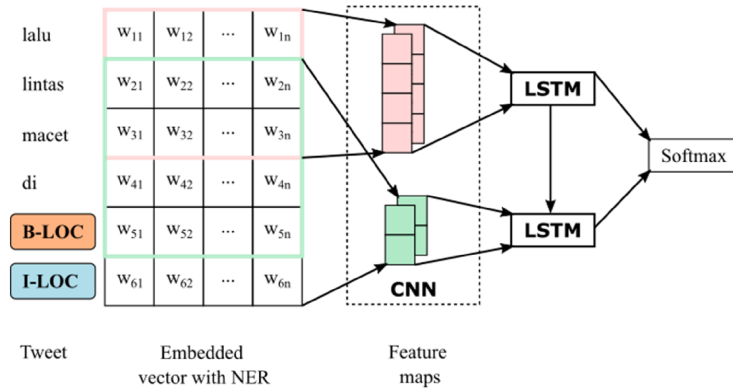 lalu w11 w12 ... w1n
lintas w21 w22 ... w2n
macet w31 w32 ... w3n
di w41 w42 ... w4n
B-LOC w51 w52 ... w5n
I-LOC w61 w62 ... w6n
CNN
LSTM
LSTM
Softmax
Tweet
Embedded
vector with NER
Feature
maps